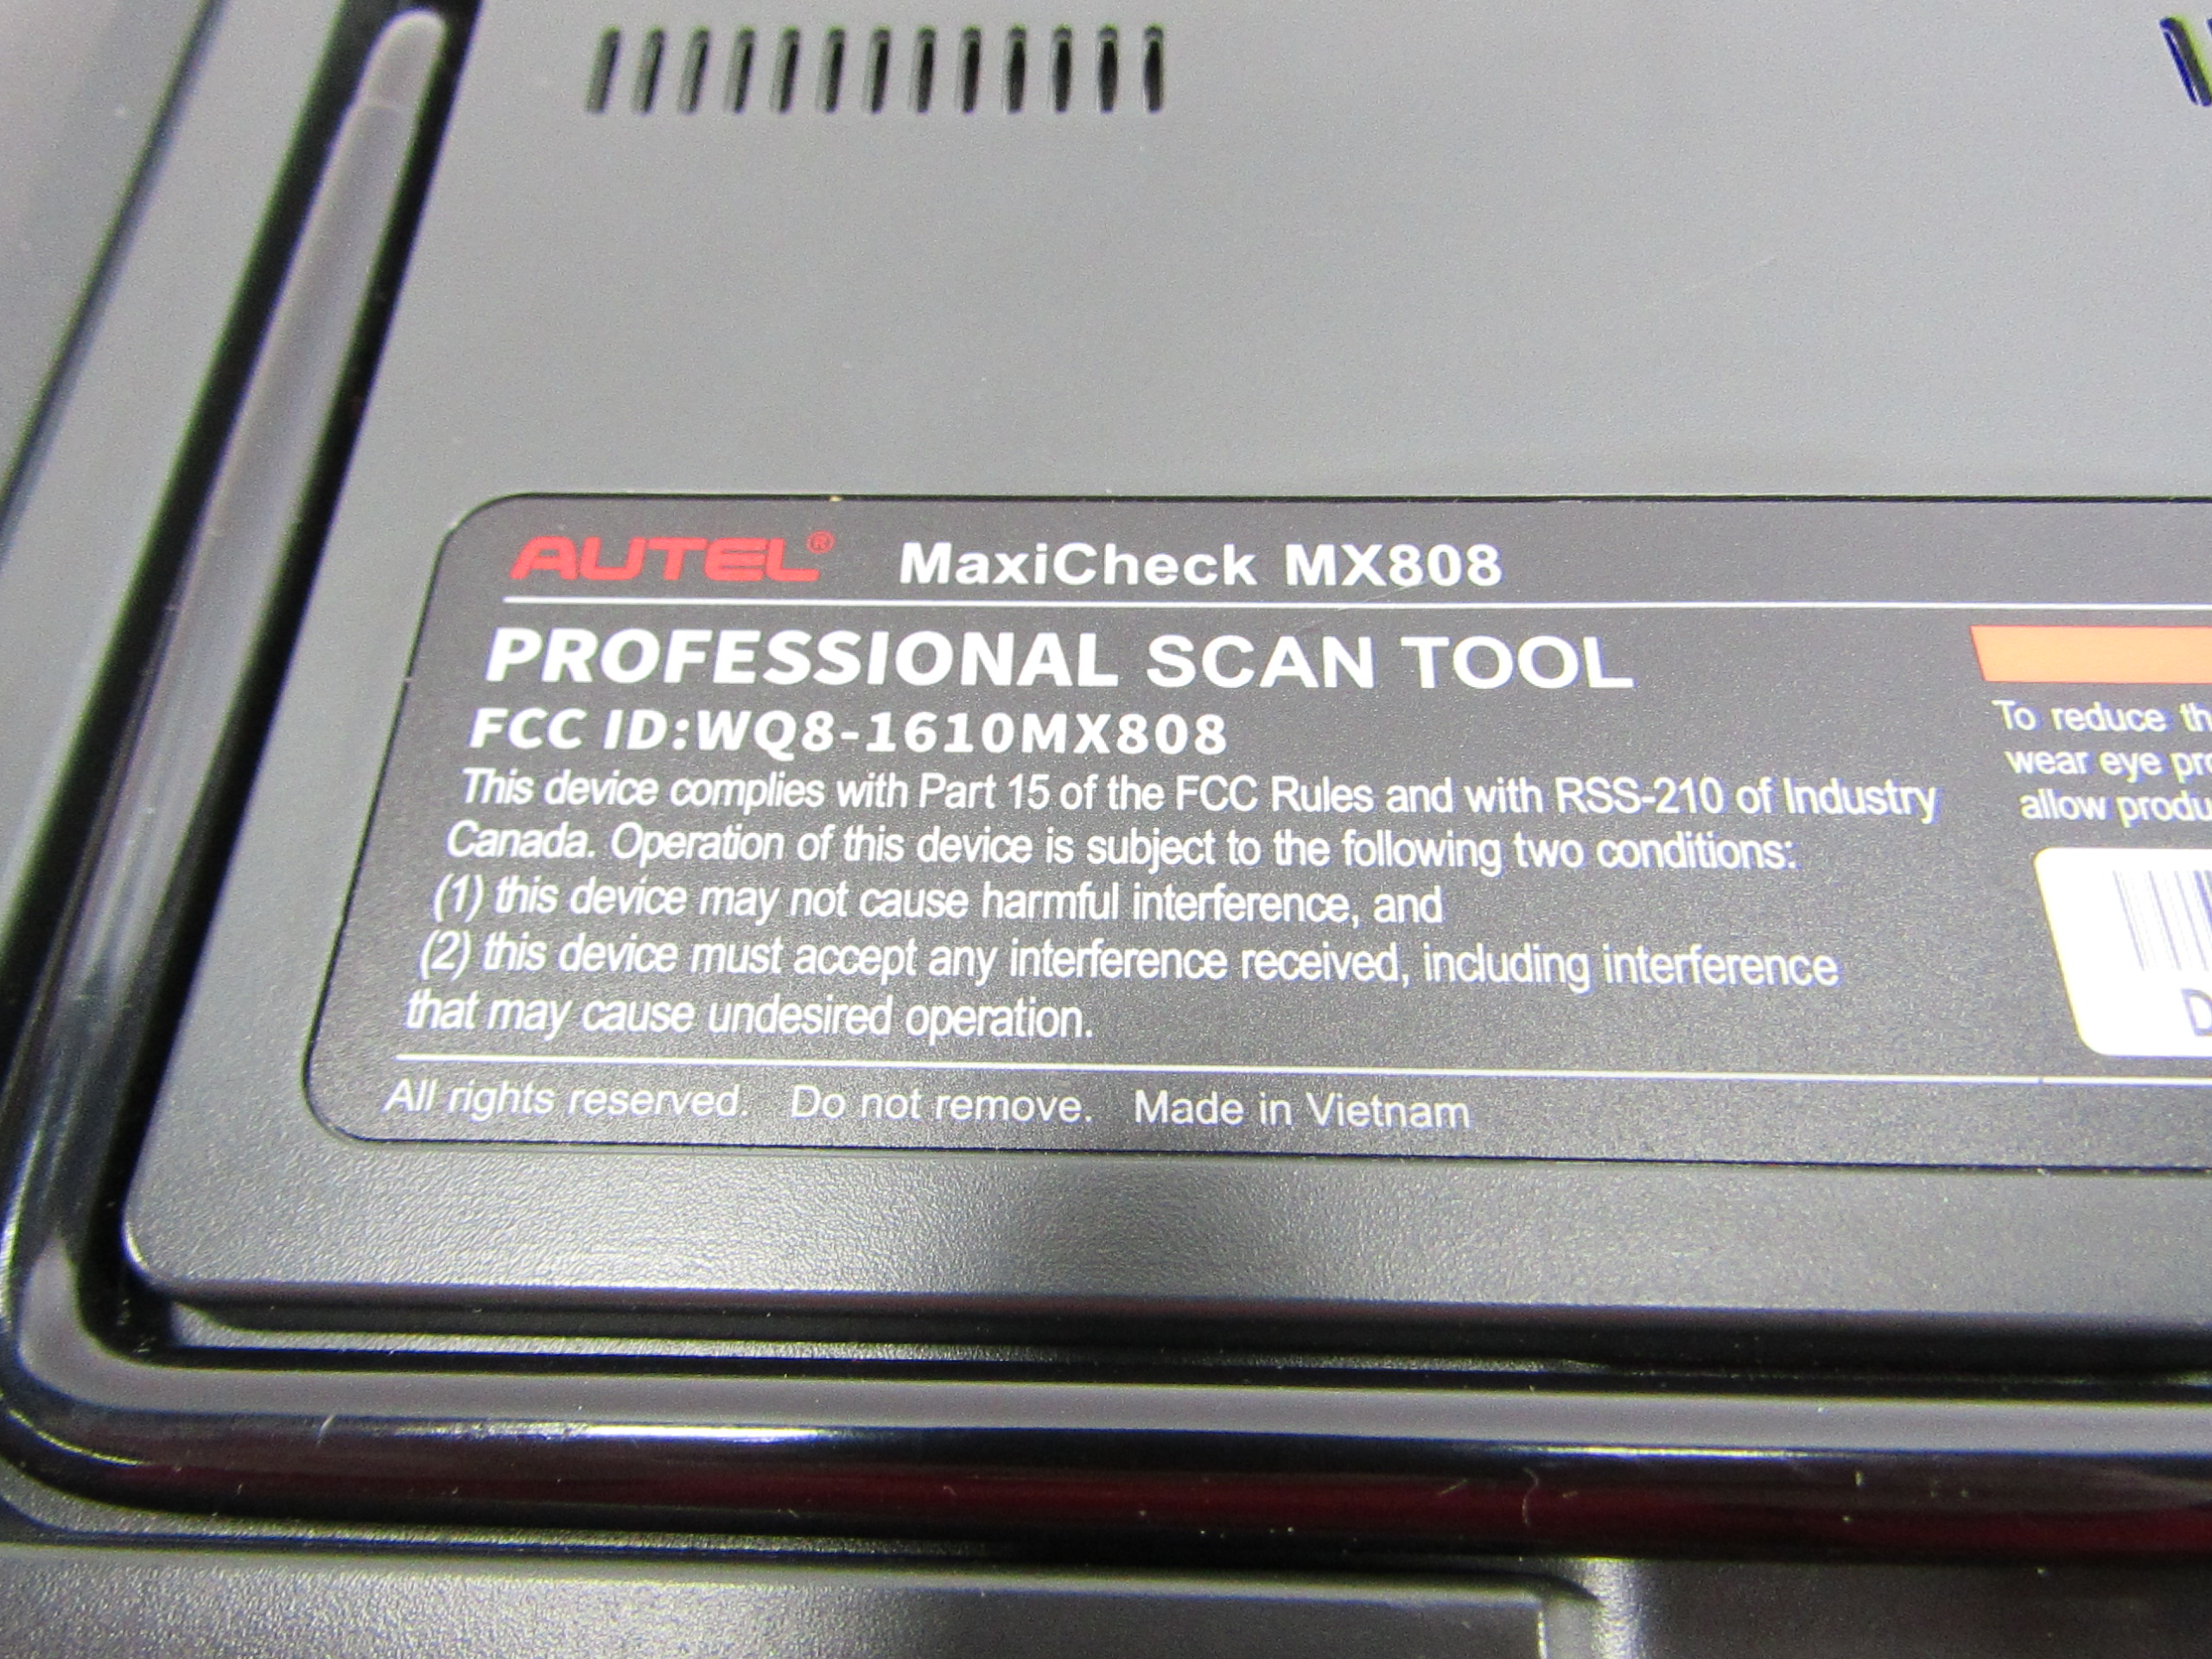 AUTEL® MaxiCheck MX808
PROFESSIONAL SCAN TOOL
FCC ID:WQ8-1610MX808
This device complies with Part 15 of the FCC Rules and with RSS-210 of Industry
Canada. Operation of this device is subject to the following two conditions:
(1) this device may not cause harmful interference, and
(2) this device must accept any interference received, including interference
that may cause undesired operation.
All rights reserved. Do not remove. Made in Vietnam
To reduce
wear eye
allow
D